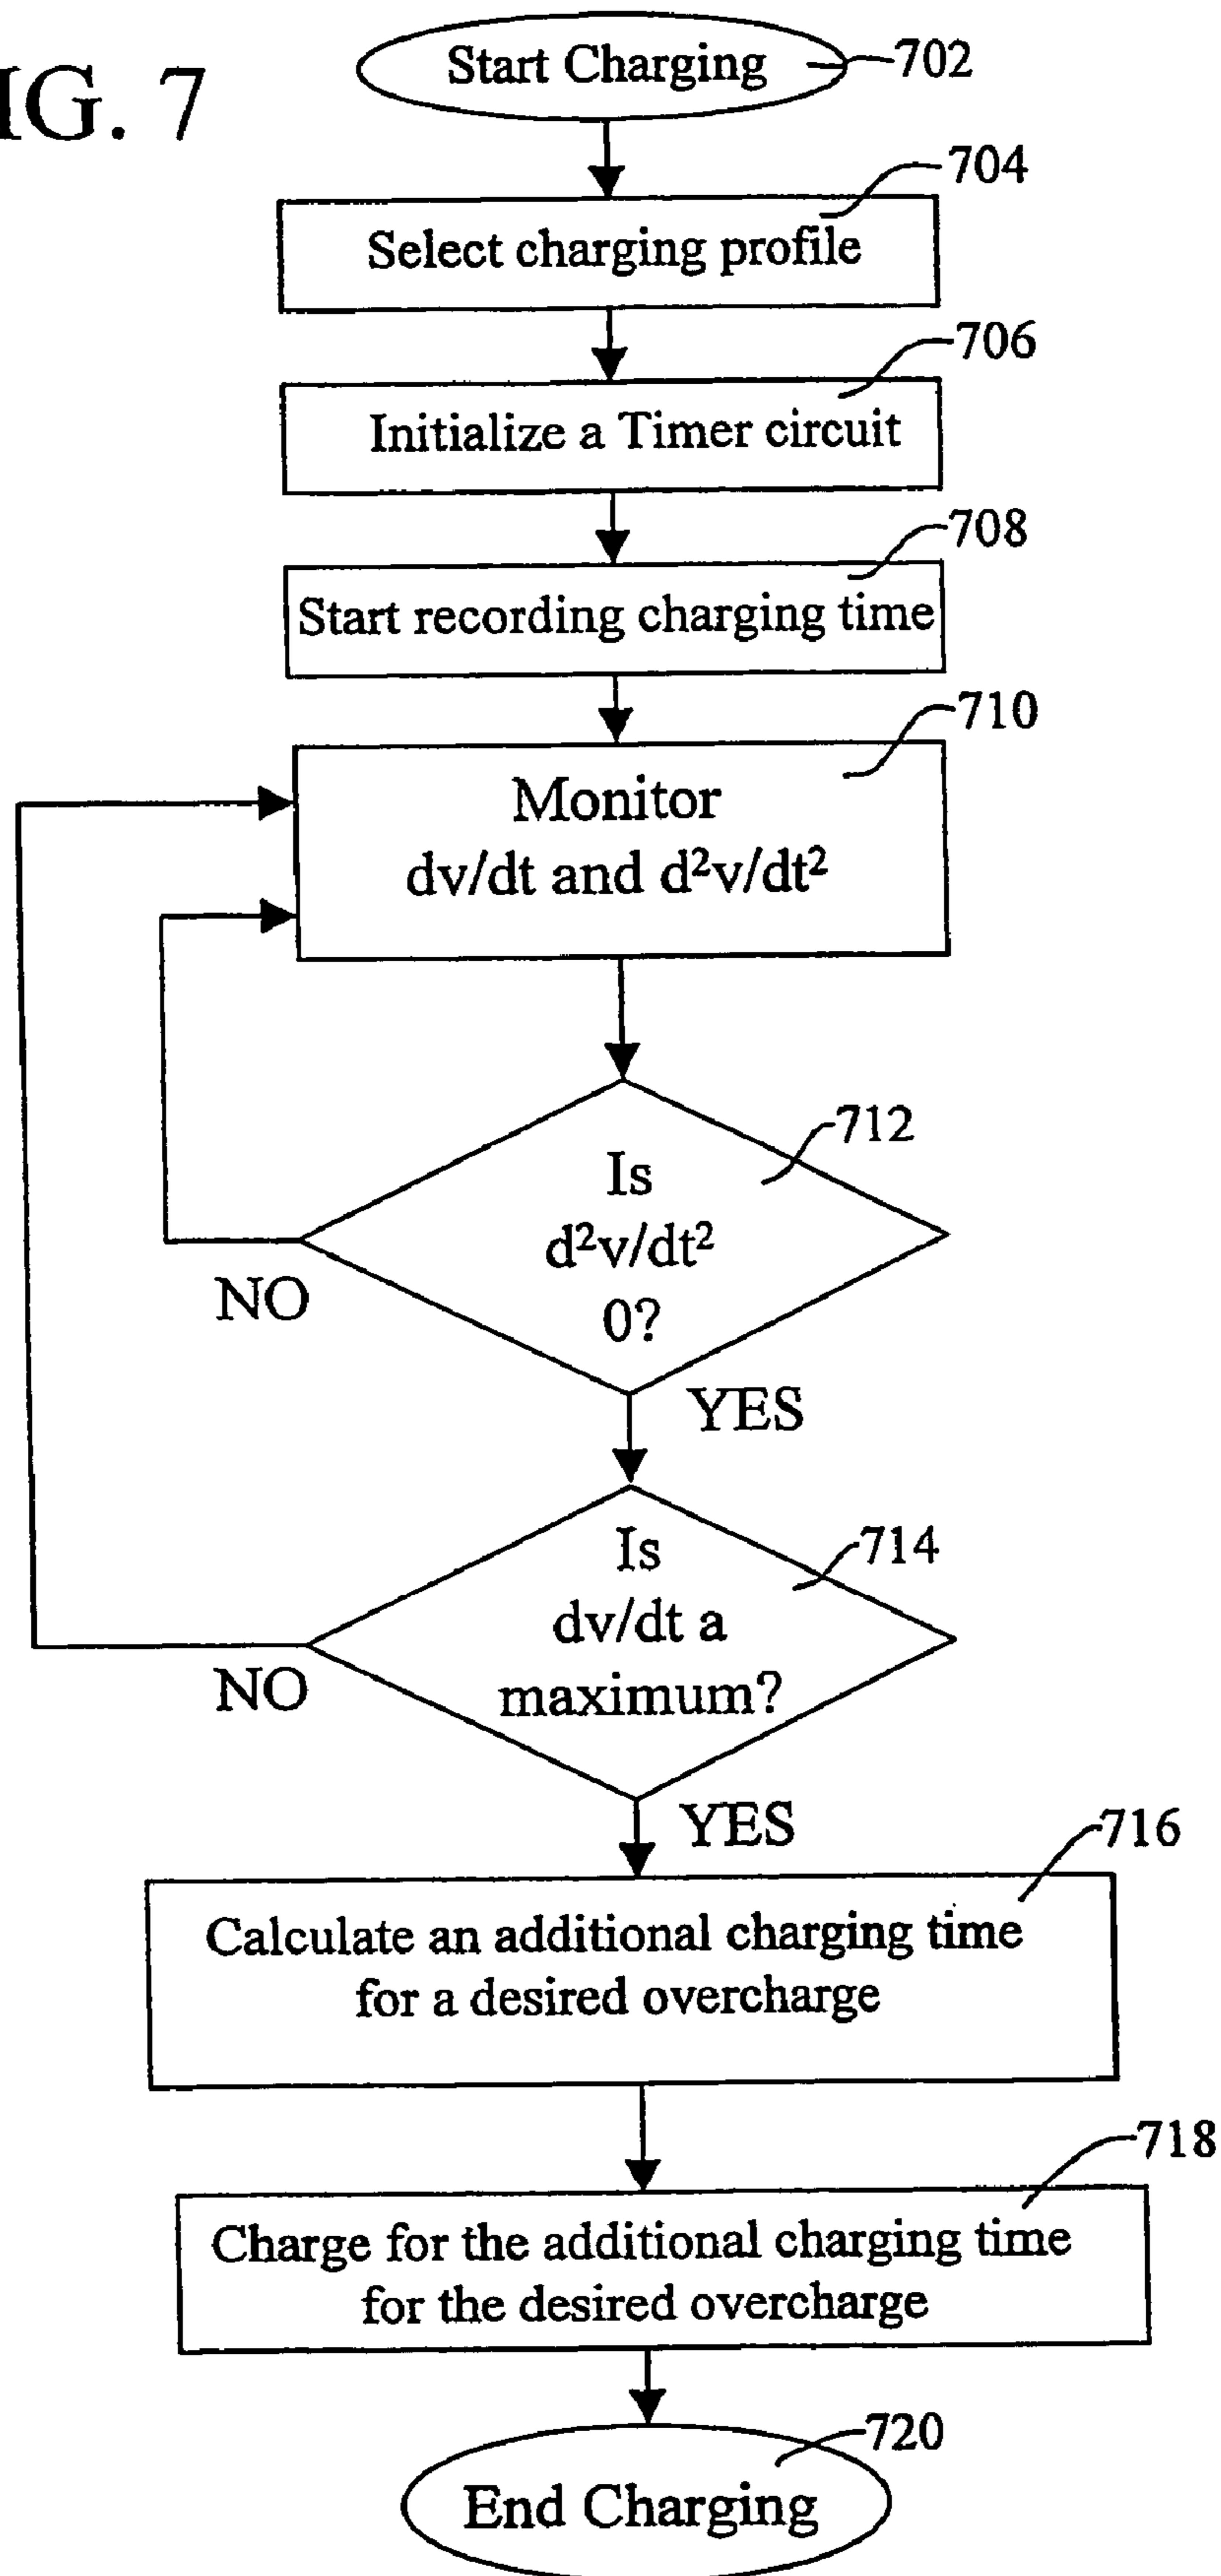 IG. 7
Start Charging
702
704
Select charging profile
706
Initialize a Timer circuit
708
Start recording charging time
710
Monitor
dv/dt and d²v/dt²
712
Is
d²v/dt²
0?
NO
YES
714
Is
dv/dt a
maximum?
NO
YES
716
Calculate an additional charging time
for a desired overcharge
718
Charge for the additional charging time
for the desired overcharge
720
End Charging